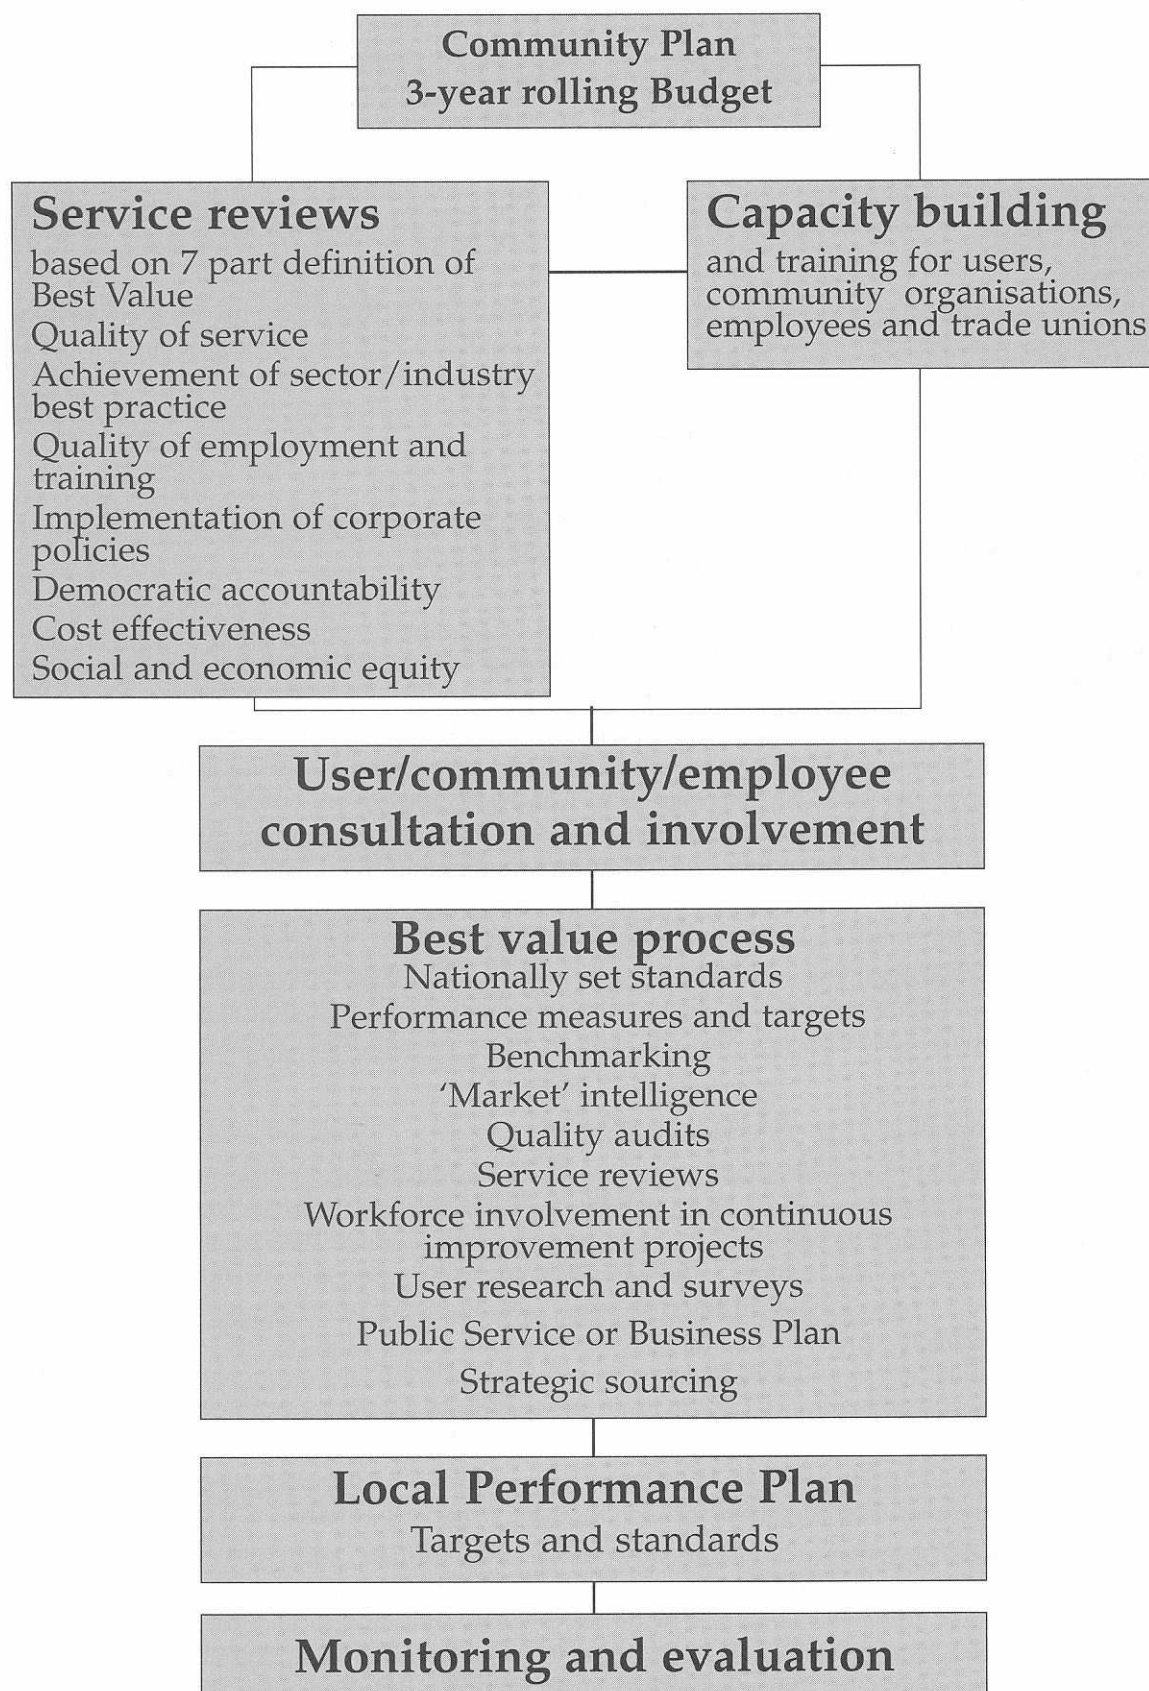 Community Plan
3-year rolling Budget
Service reviews
based on 7 part definition of
Best Value
Quality of service
Achievement of sector/industry
best practice
Quality of employment and
training
Implementation of corporate
policies
Democratic accountability
Cost effectiveness
Social and economic equity
Capacity building
and training for users,
community organisations,
employees and trade unions
User/community/employee
consultation and involvement
Best value process
Nationally set standards
Performance measures and targets
Benchmarking
'Market' intelligence
Quality audits
Service reviews
Workforce involvement in continuous
improvement projects
User research and surveys
Public Service or Business Plan
Strategic sourcing
Local Performance Plan
Targets and standards
Monitoring and evaluation